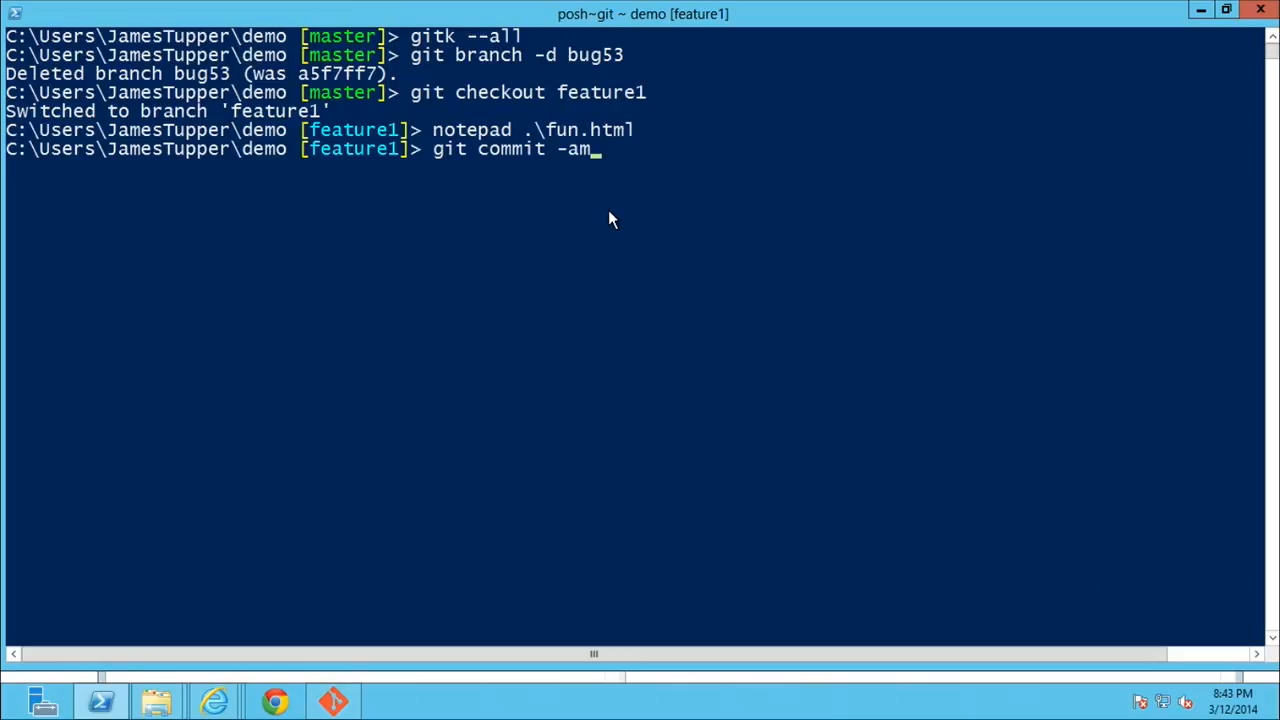 posh~git ~ demo [feature1]
C:\Users\JamesTupper\demo [master]> gitk --all
C:\Users\JamesTupper\demo [master]> git branch -d bug53
Deleted branch bug53 (was a5f7ff7).
C:\Users\JamesTupper\demo [master]> git checkout feature1
Switched to branch 'feature1'
C:\Users\JamesTupper\demo [feature1]> notepad .\fun.html
C:\Users\JamesTupper\demo [feature1]> git commit -am_
8:43 PM
3/12/2014